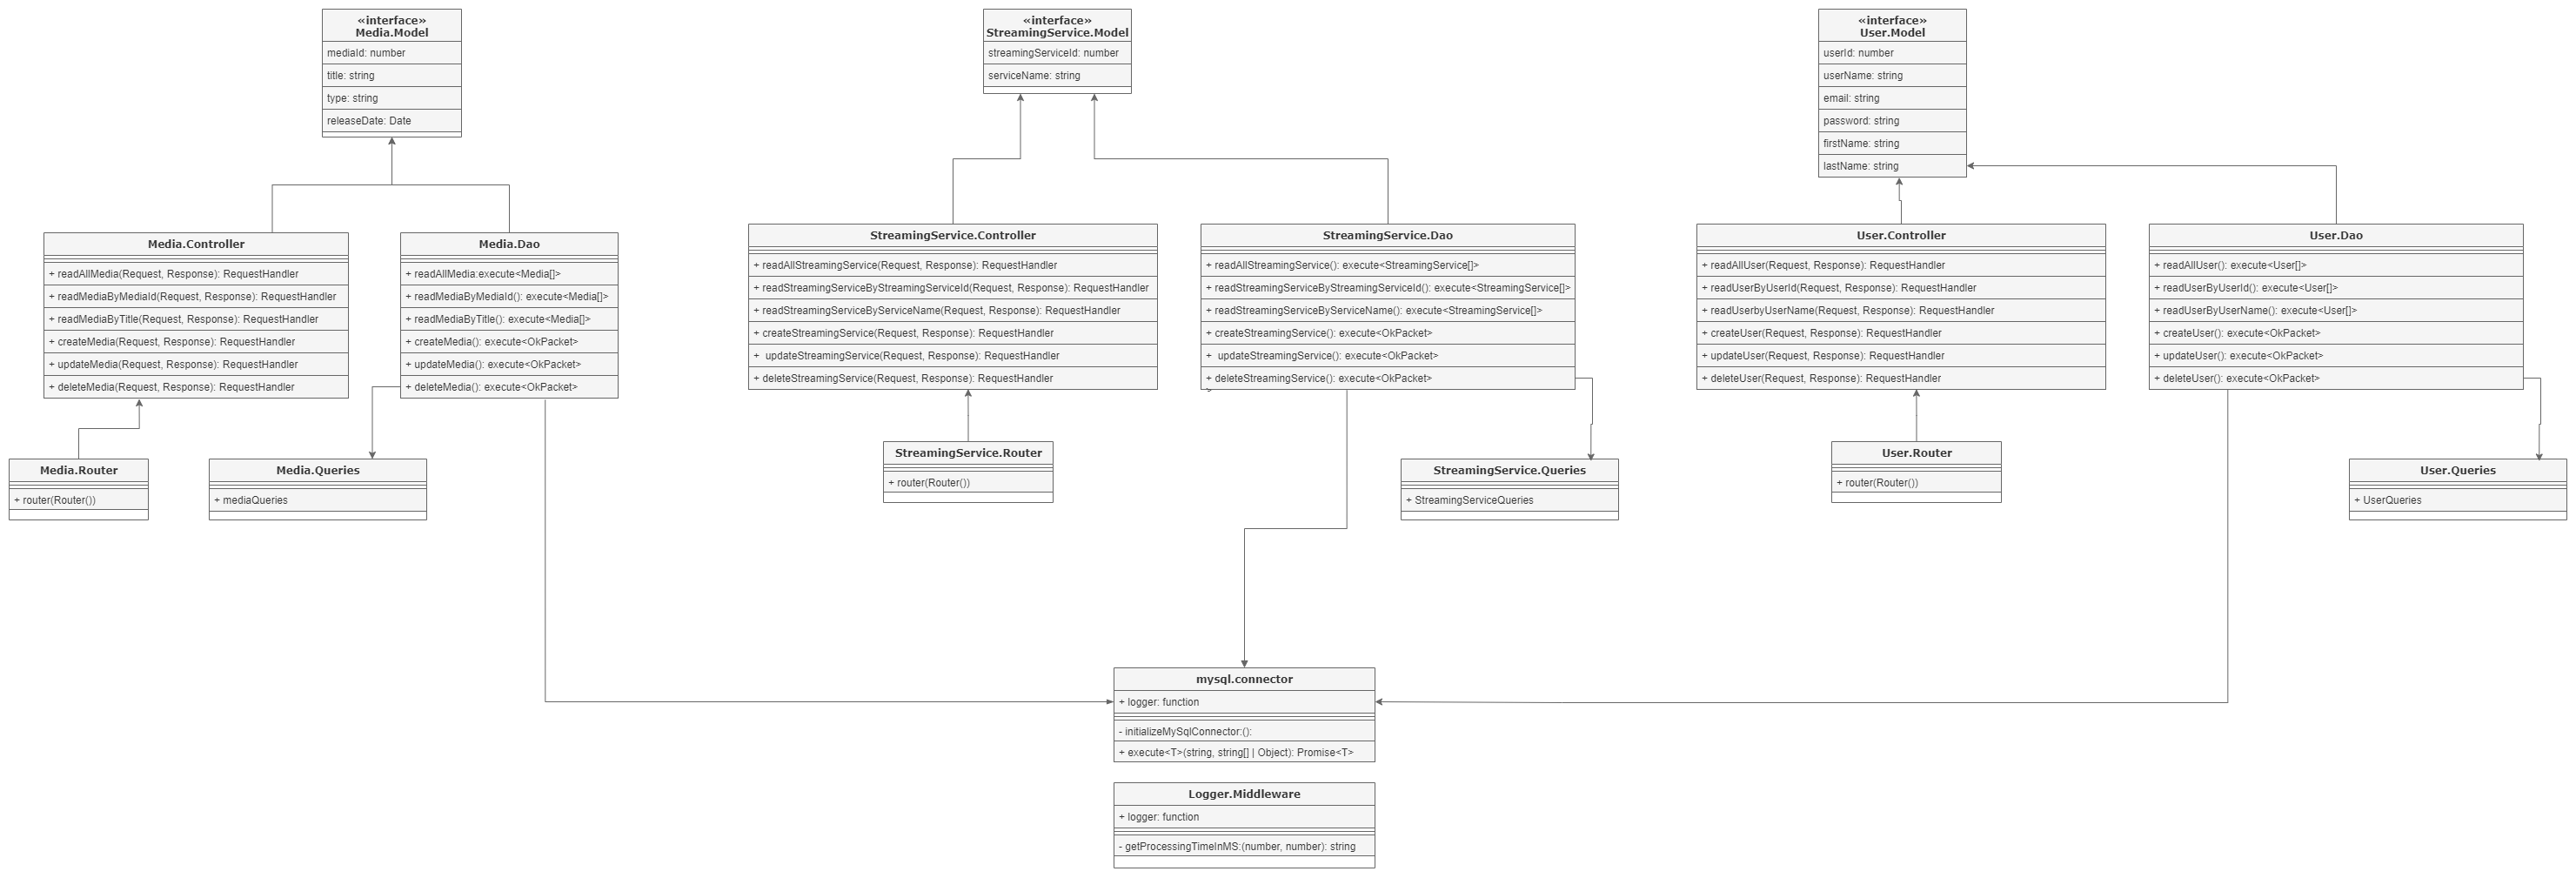 «interface»
Media.Model
mediaId: number
title: string
type: string
releaseDate: Date
«interface»
StreamingService.Model
streamingServiceId: number
serviceName: string
«interface»
User.Model
userId: number
userName: string
email: string
password: string
firstName: string
lastName: string
Media.Controller
+ readAllMedia(Request, Response): RequestHandler
+ readMediaByMediaId(Request, Response): RequestHandler
+ readMediaByTitle(Request, Response): RequestHandler
+ createMedia(Request, Response): RequestHandler
+ updateMedia(Request, Response): RequestHandler
+ deleteMedia(Request, Response): RequestHandler
Media.Dao
+ readAllMedia:execute<Media[]>
+ readMediaByMediaId(): execute<Media[]>
+ readMediaByTitle(): execute<Media[]>
+ createMedia(): execute<OkPacket>
+ updateMedia(): execute<OkPacket>
+ deleteMedia(): execute<OkPacket>
StreamingService.Controller
+ readAllStreamingService(Request, Response): RequestHandler
+ readStreamingServiceByStreamingServiceId(Request, Response): RequestHandler
+ readStreamingServiceByServiceName(Request, Response): RequestHandler
+ createStreamingService(Request, Response): RequestHandler
+  updateStreamingService(Request, Response): RequestHandler
+ deleteStreamingService(Request, Response): RequestHandler
StreamingService.Dao
+ readAllStreamingService(): execute<StreamingService[]>
+ readStreamingServiceByStreamingServiceId(): execute<StreamingService[]>
+ readStreamingServiceByServiceName(): execute<StreamingService[]>
+ createStreamingService(): execute<OkPacket>
+  updateStreamingService(): execute<OkPacket>
+ deleteStreamingService(): execute<OkPacket>
User.Controller
+ readAllUser(Request, Response): RequestHandler
+ readUserByUserId(Request, Response): RequestHandler
+ readUserbyUserName(Request, Response): RequestHandler
+ createUser(Request, Response): RequestHandler
+ updateUser(Request, Response): RequestHandler
+ deleteUser(Request, Response): RequestHandler
User.Dao
+ readAllUser(): execute<User[]>
+ readUserByUserId(): execute<User[]>
+ readUserByUserName(): execute<User[]>
+ createUser(): execute<OkPacket>
+ updateUser(): execute<OkPacket>
+ deleteUser(): execute<OkPacket>
Media.Router
+ router(Router())
Media.Queries
+ mediaQueries
StreamingService.Router
+ router(Router())
StreamingService.Queries
+ StreamingServiceQueries
User.Router
+ router(Router())
User.Queries
+ UserQueries
mysql.connector
+ logger: function
- initializeMySqlConnector:():
+ execute<T>(string, string[] | Object): Promise<T>
Logger.Middleware
+ logger: function
- getProcessingTimeInMS:(number, number): string